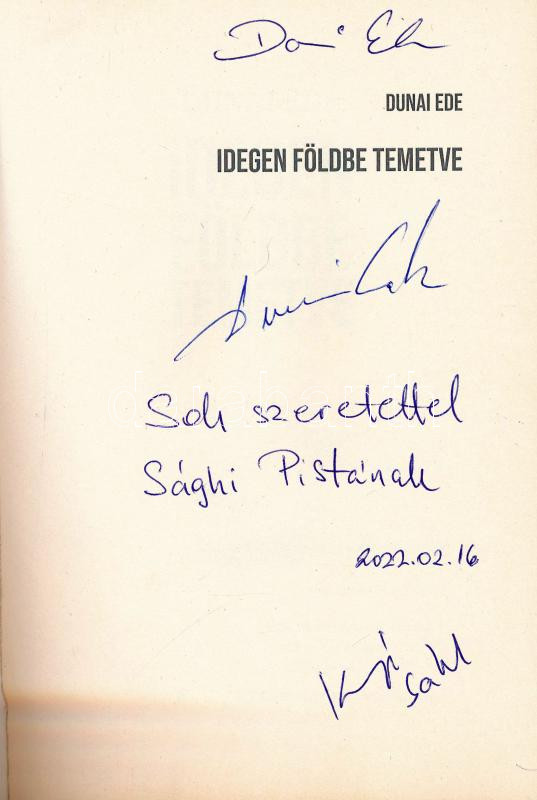 DUNAI EDE
IDEGEN FÖLDBE TEMETVE
Sok szeretettel
Sághi Pistának
2022.02.16